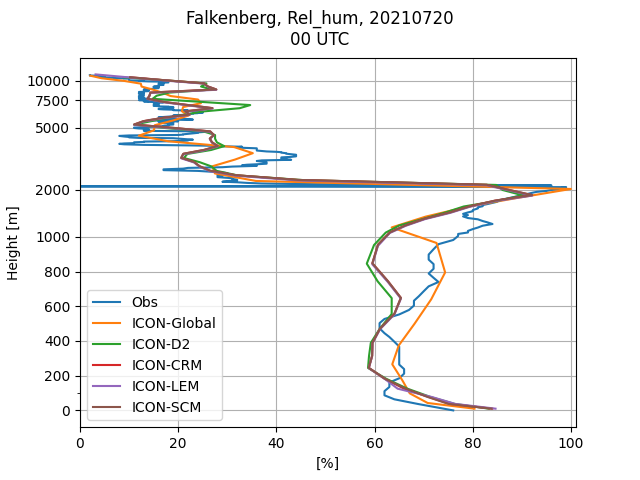 Falkenberg, Rel_hum, 20210720
00 UTC
10000
7500
5000
2000
1000
800
600
400
200
0
Height [m]
Obs
ICON-Global
ICON-D2
ICON-CRM
ICON-LEM
ICON-SCM
0 20 40 60 80 100
[%]